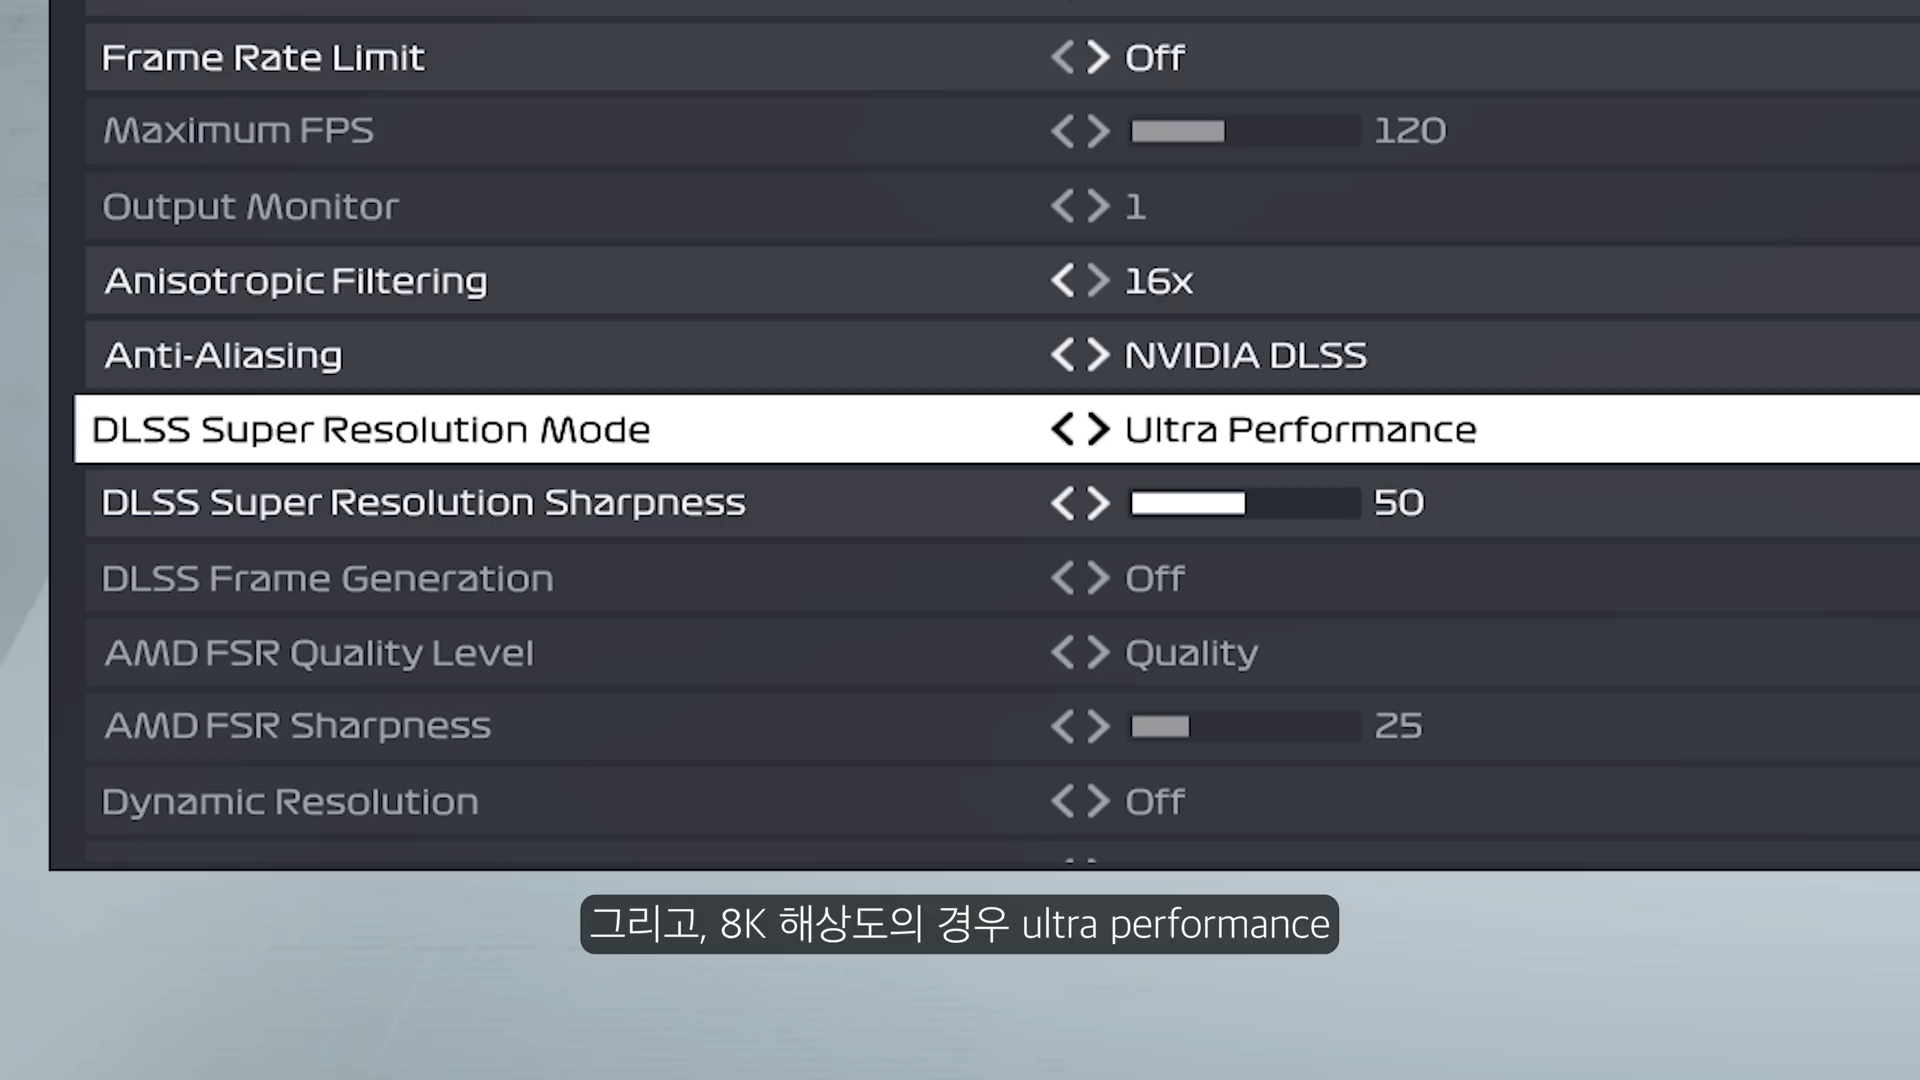 Frame Rate Limit Off
Maximum FPS 120
Output Monitor 1
Anisotropic Filtering 16x
Anti-Aliasing NVIDIA DLSS
DLSS Super Resolution Mode Ultra Performance
DLSS Super Resolution Sharpness 50
DLSS Frame Generation Off
AMD FSR Quality Level Quality
AMD FSR Sharpness 25
Dynamic Resolution Off
그리고, 8K 해상도의 경우 ultra performance